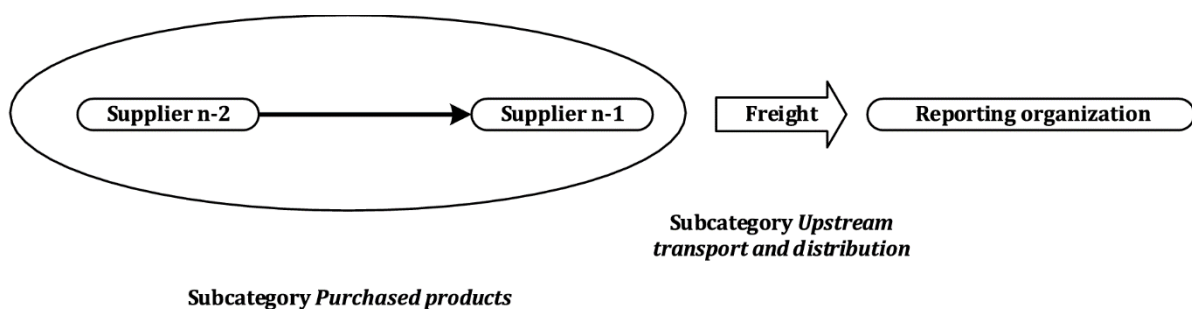 Supplier n-2
Supplier n-1
Freight
Reporting organization
Subcategory Upstream
transport and distribution
Subcategory Purchased products